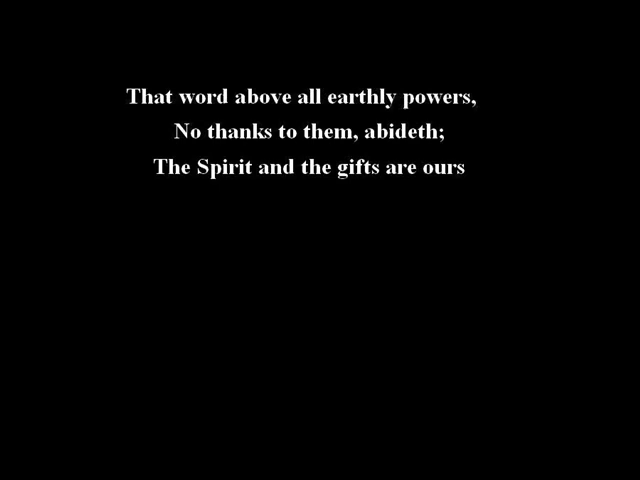 That word above all earthly powers,
No thanks to them, abideth;
The Spirit and the gifts are ours